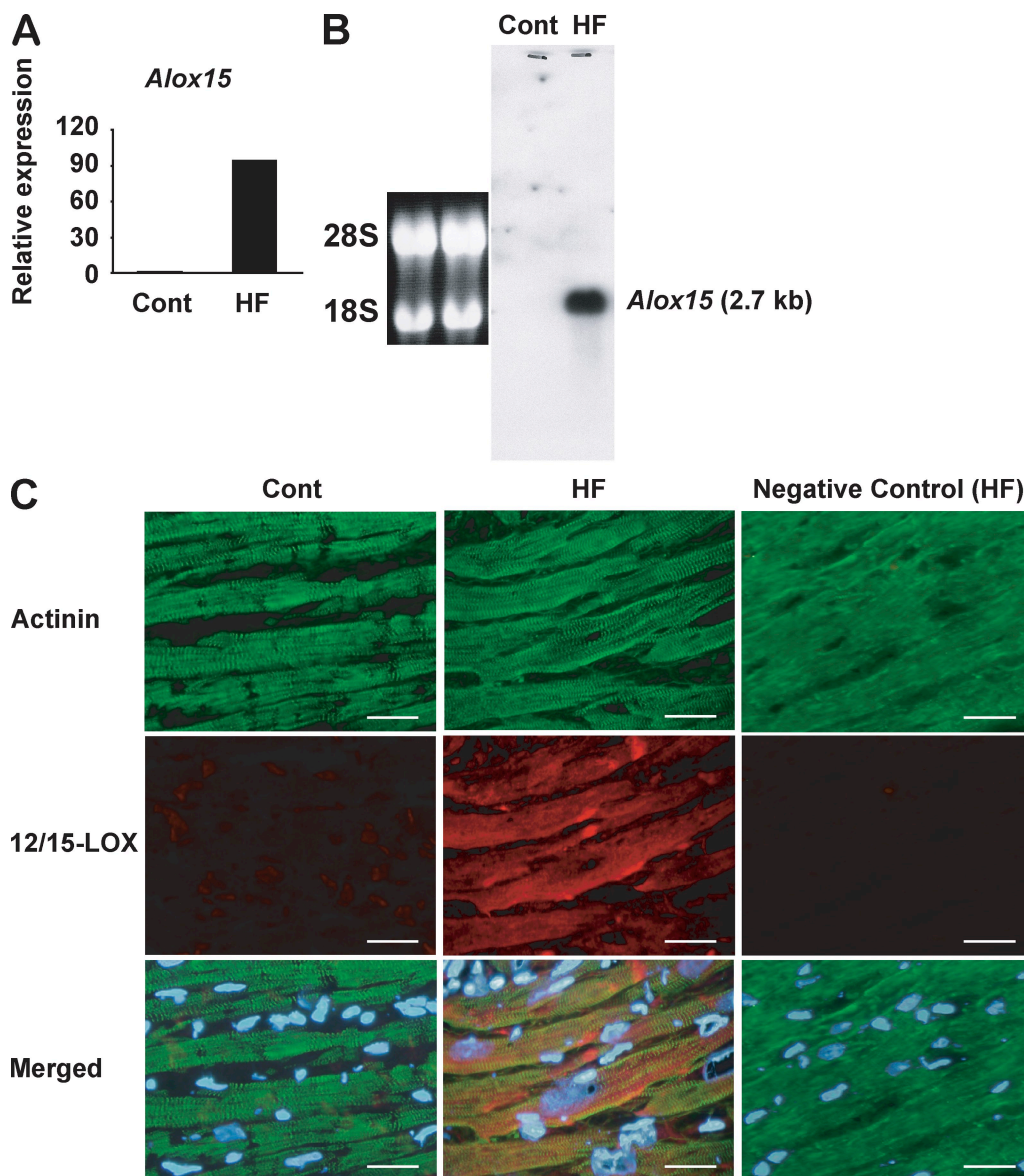 A
Alox15
Relative expression
120
90
60
30
0
Cont HF
B
Cont HF
28S
18S
Alox15 (2.7 kb)
C
Cont HF Negative Control (HF)
Actinin
12/15-LOX
Merged